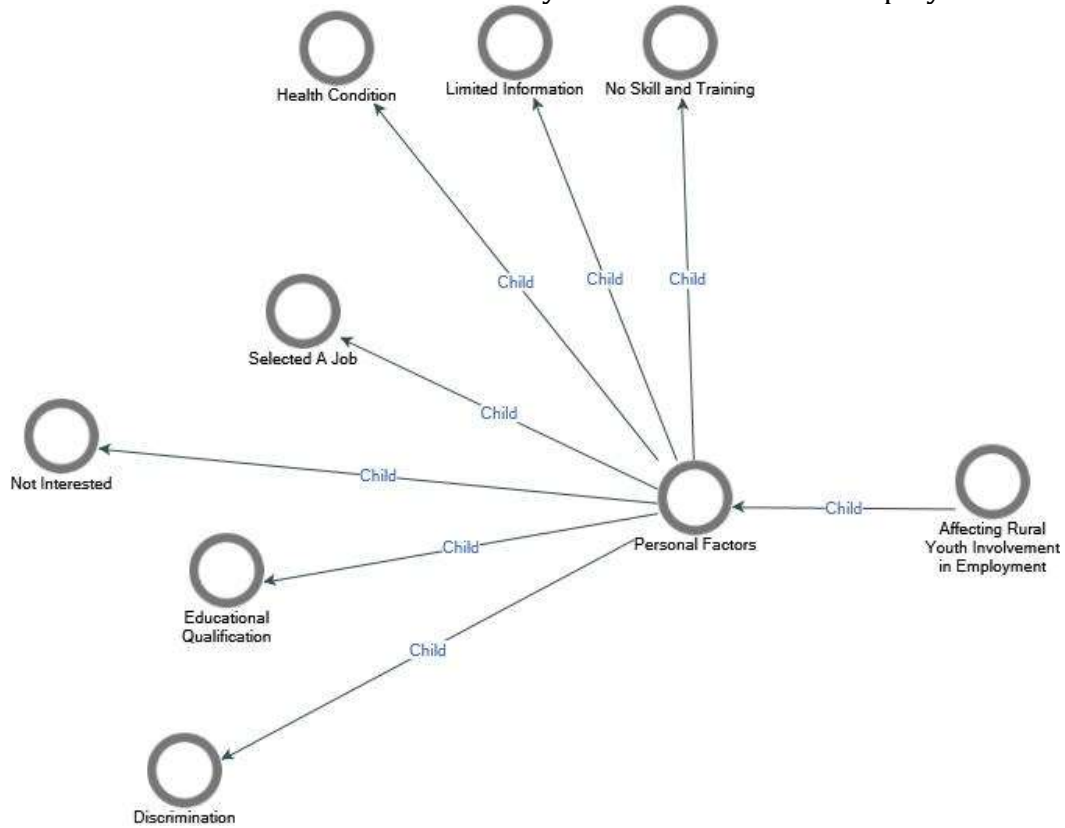 Health Condition
Limited Information
No Skill and Training
Child
Child
Child
Selected A Job
Child
Not Interested
Child
Personal Factors
Child
Affecting Rural
Youth Involvement
in Employment
Child
Educational
Qualification
Child
Discrimination